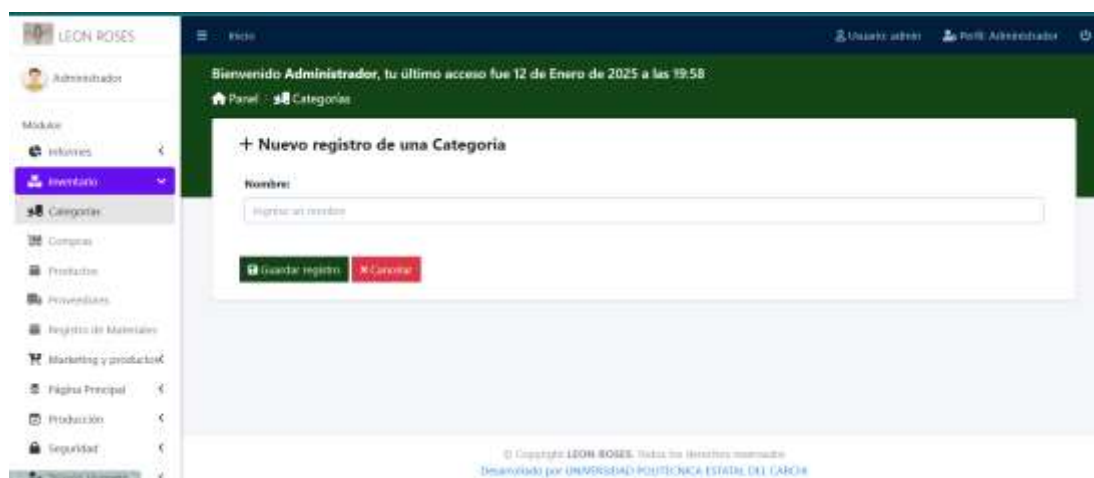 LEON ROSES
Inicio
Usuario: admin
Perfil: Administrador
Administrador
Bienvenido Administrador, tu último acceso fue 12 de Enero de 2025 a las 19:58
Panel
Categorías
Módulos
Informes
Inventario
Categorías
Compras
Productos
Proveedores
Registro de Materiales
Marketing y productos
Página Principal
Producción
Seguridad
+ Nuevo registro de una Categoria
Nombre:
Ingrese un nombre
Guardar registro
Cancelar
© Copyright LEON ROSES. Todos los derechos reservados
Desarrollado por UNIVERSIDAD POLITÉCNICA ESTATAL DEL CARCHI